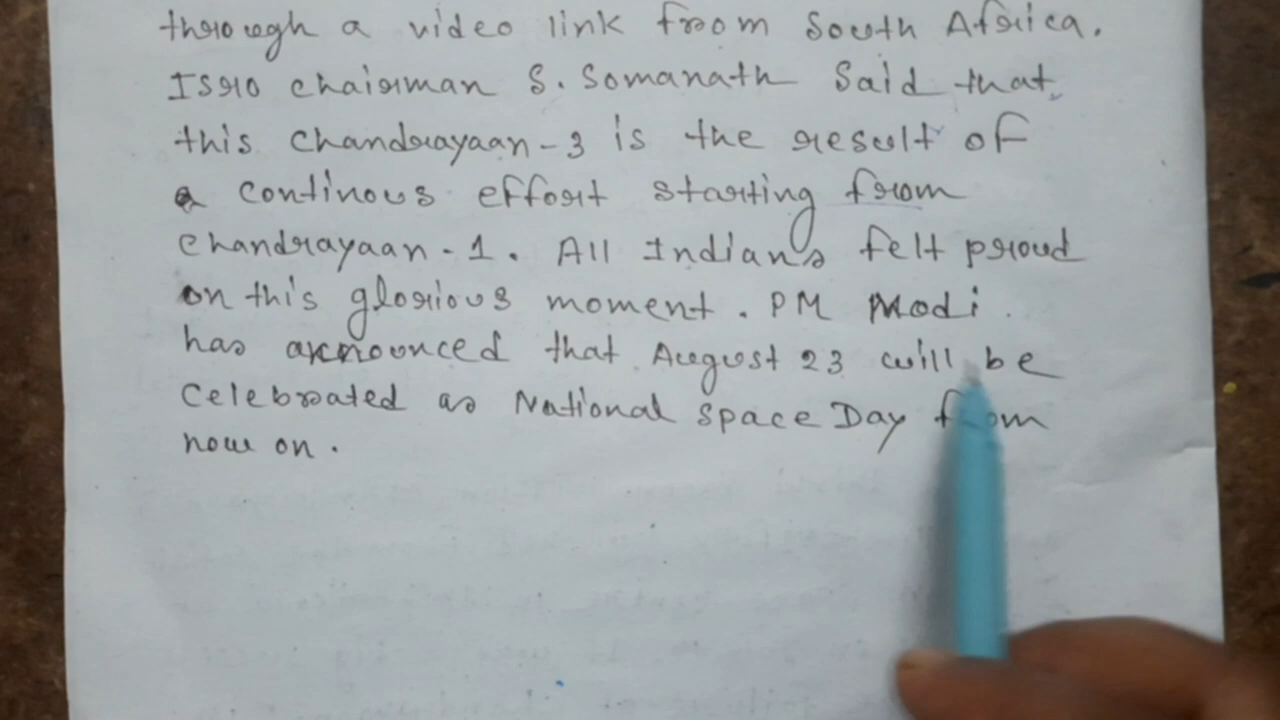 through a video link from South Africa.
Isro chairman S. Somanath Said that
this Chandrayaan-3 is the result of
a continous effort starting from
Chandrayaan-1. All Indians felt proud
on this glorious moment. PM Modi
has announced that August 23 will be
Celebrated as National Space Day from
now on.